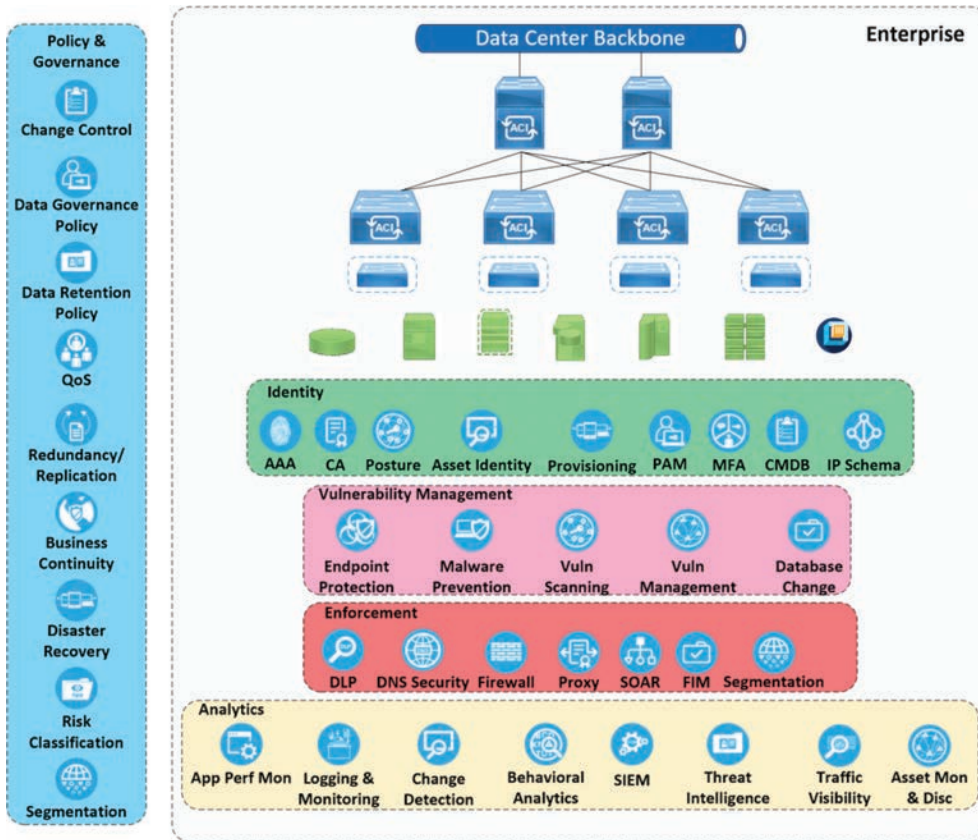 Policy &
Governance
Change Control
Data Governance
Policy
Data Retention
Policy
QoS
Redundancy/
Replication
Business
Continuity
Disaster
Recovery
Risk
Classification
Segmentation
Enterprise
Data Center Backbone
ACI ACI
ACI ACI ACI ACI
Identity
AAA CA Posture Asset Identity Provisioning PAM MFA CMDB IP Schema
Vulnerability Management
Endpoint Malware Vuln Vuln Database
Protection Prevention Scanning Management Change
Enforcement
DLP DNS Security Firewall Proxy SOAR FIM Segmentation
Analytics
App Perf Mon Logging & Change Behavioral SIEM Threat Traffic Asset Mon
Monitoring Detection Analytics Intelligence Visibility & Disc